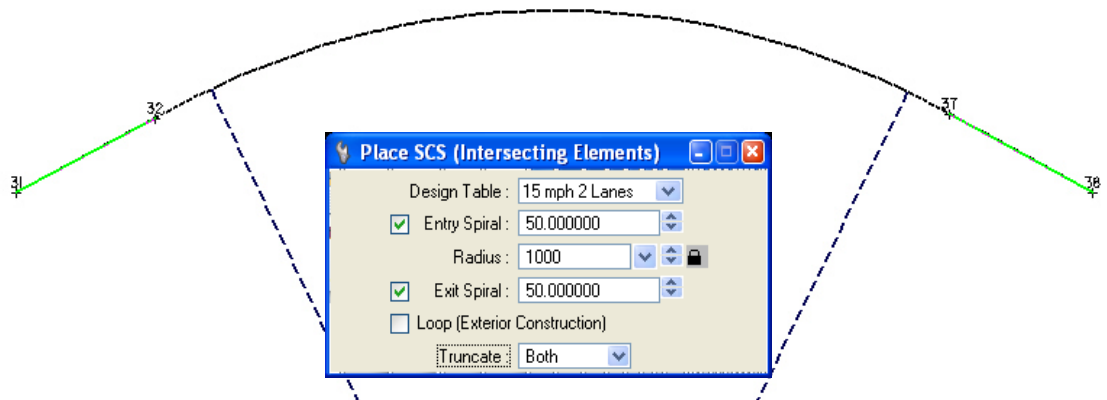 32
37
31
38
Place SCS (Intersecting Elements)
Design Table : 15 mph 2 Lanes
Entry Spiral : 50.000000
Radius : 1000
Exit Spiral : 50.000000
Loop (Exterior Construction)
Truncate : Both